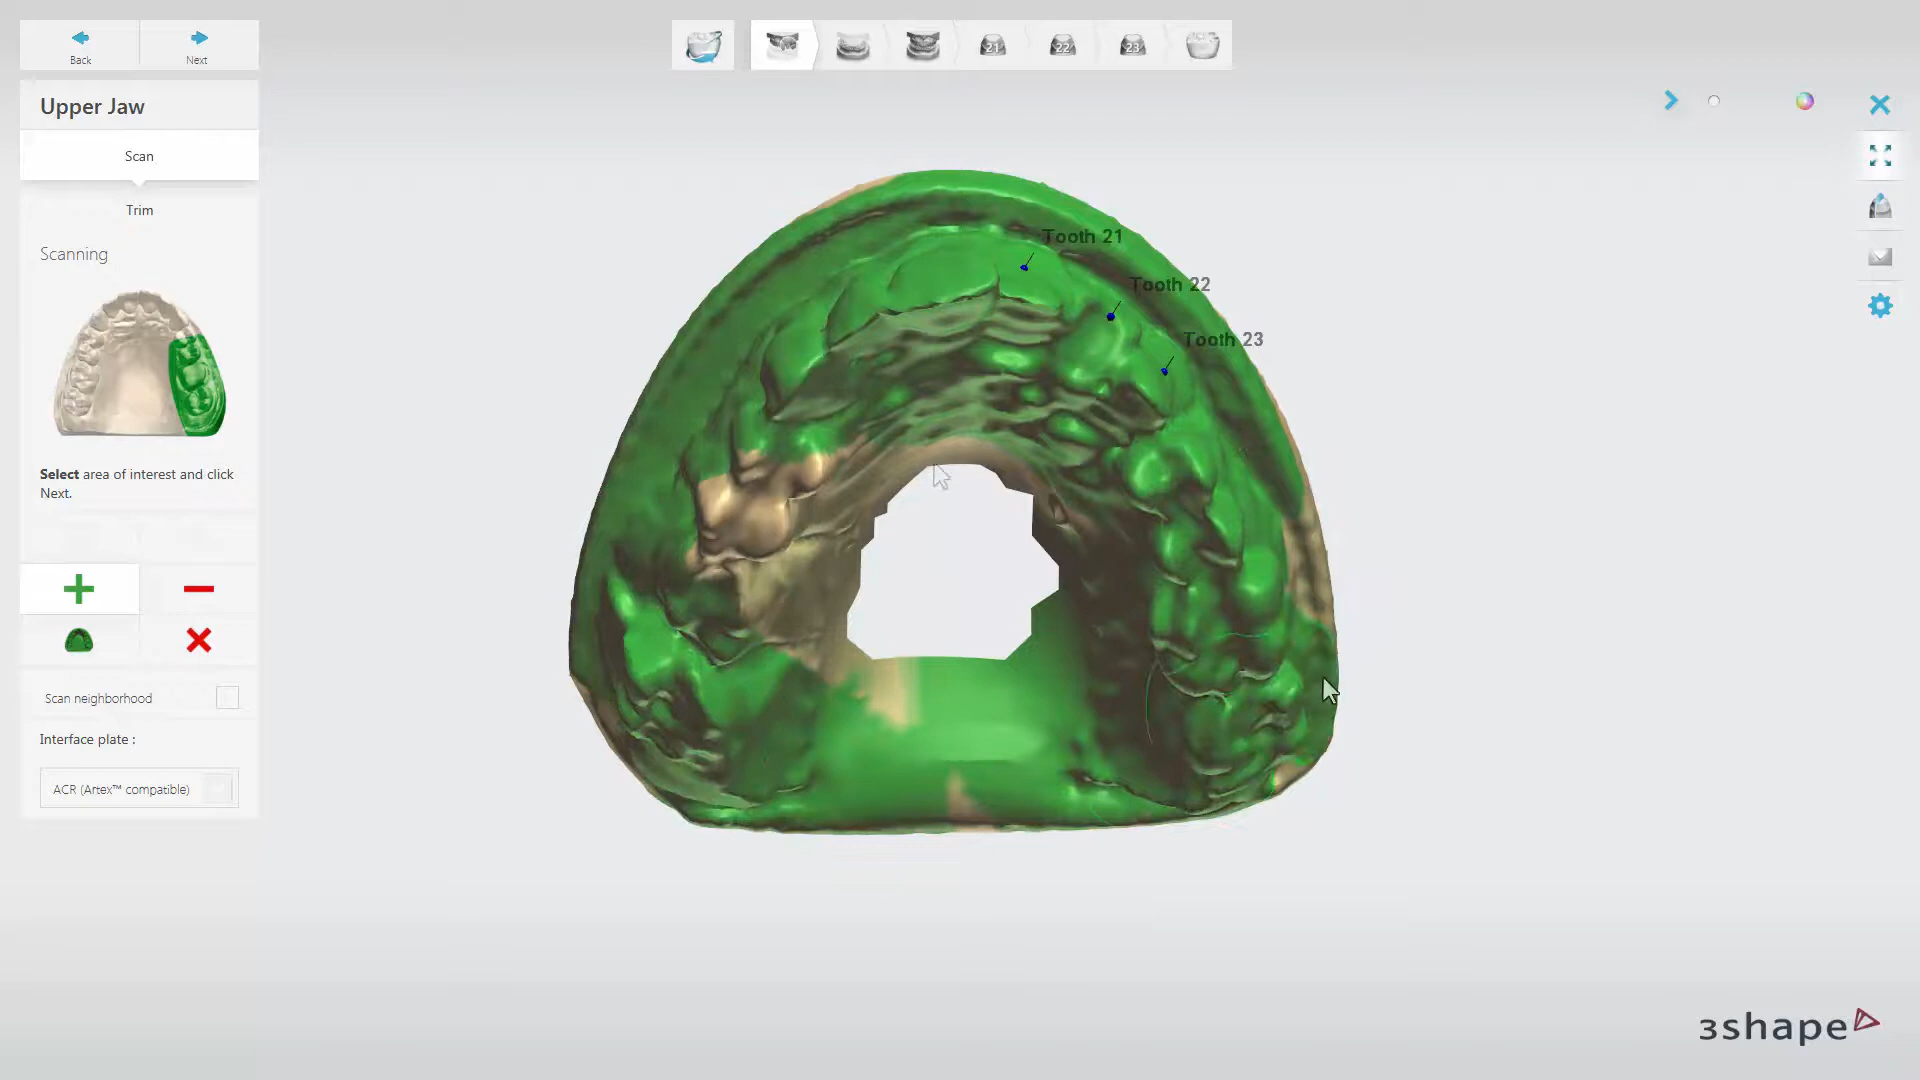 Back
Next
21
22
23
Upper Jaw
Scan
Trim
Scanning
Select area of interest and click
Next.
Scan neighborhood
Interface plate :
ACR (Artex™ compatible)
Tooth 21
Tooth 22
Tooth 23
3shape